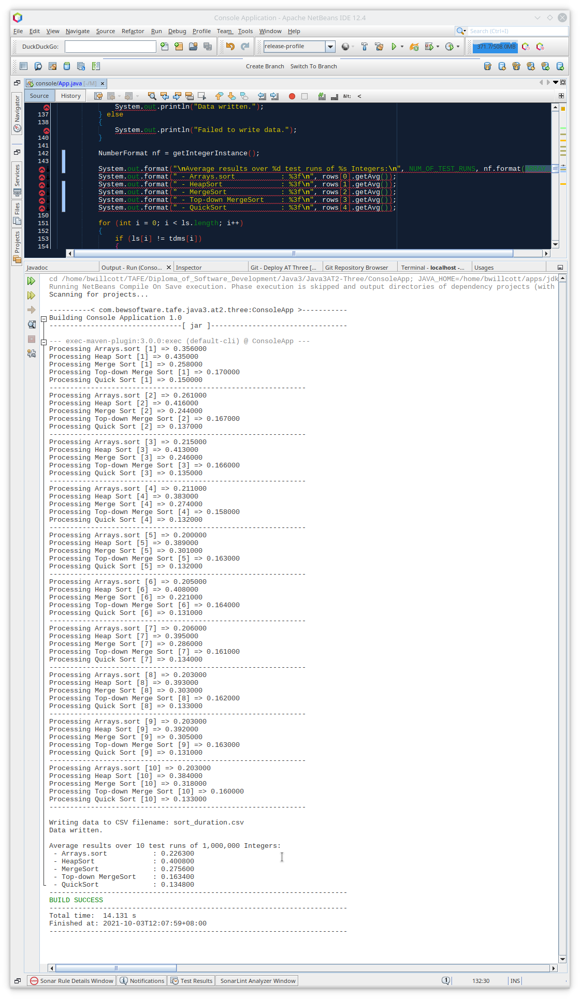 Console Application - Apache NetBeans IDE 12.4
File Edit View Navigate Source Refactor Run Debug Profile Team Tools Window Help
Search (Ctrl+I)
DuckDuckGo: release-profile 371.7/508.0MB
Create Branch Switch To Branch
console/App.java [-/M]
Source History &lt; <
Navigator
Services
Files
Projects
System.out.println("Data written.");
137 } else
138 {
System.out.println("Failed to write data.");
140 }
141
142 NumberFormat nf = getIntegerInstance();
143
System.out.format("\nAverage results over %d test runs of %s Integers:\n", NUM_OF_TEST_RUNS, nf.format(
System.out.format(" - Arrays.sort           : %3f\n", rows[0].getAvg());
System.out.format(" - HeapSort              : %3f\n", rows[1].getAvg());
System.out.format(" - MergeSort             : %3f\n", rows[2].getAvg());
System.out.format(" - Top-down MergeSort    : %3f\n", rows[3].getAvg());
System.out.format(" - QuickSort             : %3f\n", rows[4].getAvg());
150
151 for (int i = 0; i < ls.length; i++)
152 {
153 if (ls[i] != tdms[i])
154 {
Javadoc Output - Run (Conso... Inspector Git - Deploy AT Three [... Git Repository Browser Terminal - localhost -... Usages
cd /home/bwillcott/TAFE/Diploma_of_Software_Development/Java3/Java3AT2-Three/ConsoleApp; JAVA_HOME=/home/bwillcott/apps/jdk
Running NetBeans Compile On Save execution. Phase execution is skipped and output directories of dependency projects (with
Scanning for projects...
----------< com.bewsoftware.tafe.java3.at2.three:ConsoleApp >-----------
Building Console Application 1.0
--------------------------------[ jar ]---------------------------------
--- exec-maven-plugin:3.0.0:exec (default-cli) @ ConsoleApp ---
Processing Arrays.sort [1] => 0.356000
Processing Heap Sort [1] => 0.435000
Processing Merge Sort [1] => 0.258000
Processing Top-down Merge Sort [1] => 0.170000
Processing Quick Sort [1] => 0.150000
--------------------------------------------------------------
Processing Arrays.sort [2] => 0.261000
Processing Heap Sort [2] => 0.416000
Processing Merge Sort [2] => 0.244000
Processing Top-down Merge Sort [2] => 0.167000
Processing Quick Sort [2] => 0.137000
--------------------------------------------------------------
Processing Arrays.sort [3] => 0.215000
Processing Heap Sort [3] => 0.413000
Processing Merge Sort [3] => 0.246000
Processing Top-down Merge Sort [3] => 0.166000
Processing Quick Sort [3] => 0.135000
--------------------------------------------------------------
Processing Arrays.sort [4] => 0.211000
Processing Heap Sort [4] => 0.383000
Processing Merge Sort [4] => 0.274000
Processing Top-down Merge Sort [4] => 0.158000
Processing Quick Sort [4] => 0.132000
--------------------------------------------------------------
Processing Arrays.sort [5] => 0.200000
Processing Heap Sort [5] => 0.389000
Processing Merge Sort [5] => 0.301000
Processing Top-down Merge Sort [5] => 0.163000
Processing Quick Sort [5] => 0.132000
--------------------------------------------------------------
Processing Arrays.sort [6] => 0.205000
Processing Heap Sort [6] => 0.408000
Processing Merge Sort [6] => 0.221000
Processing Top-down Merge Sort [6] => 0.164000
Processing Quick Sort [6] => 0.131000
--------------------------------------------------------------
Processing Arrays.sort [7] => 0.206000
Processing Heap Sort [7] => 0.395000
Processing Merge Sort [7] => 0.286000
Processing Top-down Merge Sort [7] => 0.161000
Processing Quick Sort [7] => 0.134000
--------------------------------------------------------------
Processing Arrays.sort [8] => 0.203000
Processing Heap Sort [8] => 0.393000
Processing Merge Sort [8] => 0.303000
Processing Top-down Merge Sort [8] => 0.162000
Processing Quick Sort [8] => 0.133000
--------------------------------------------------------------
Processing Arrays.sort [9] => 0.203000
Processing Heap Sort [9] => 0.392000
Processing Merge Sort [9] => 0.305000
Processing Top-down Merge Sort [9] => 0.163000
Processing Quick Sort [9] => 0.131000
--------------------------------------------------------------
Processing Arrays.sort [10] => 0.203000
Processing Heap Sort [10] => 0.384000
Processing Merge Sort [10] => 0.318000
Processing Top-down Merge Sort [10] => 0.160000
Processing Quick Sort [10] => 0.133000
--------------------------------------------------------------
Writing data to CSV filename: sort_duration.csv
Data written.
Average results over 10 test runs of 1,000,000 Integers:
- Arrays.sort           : 0.226300
- HeapSort              : 0.400800
- MergeSort             : 0.275600
- Top-down MergeSort    : 0.163400
- QuickSort             : 0.134800
------------------------------------------------------------------------
BUILD SUCCESS
------------------------------------------------------------------------
Total time:  14.131 s
Finished at: 2021-10-03T12:07:59+08:00
------------------------------------------------------------------------
Sonar Rule Details Window Notifications Test Results SonarLint Analyzer Window 1 132:30 INS